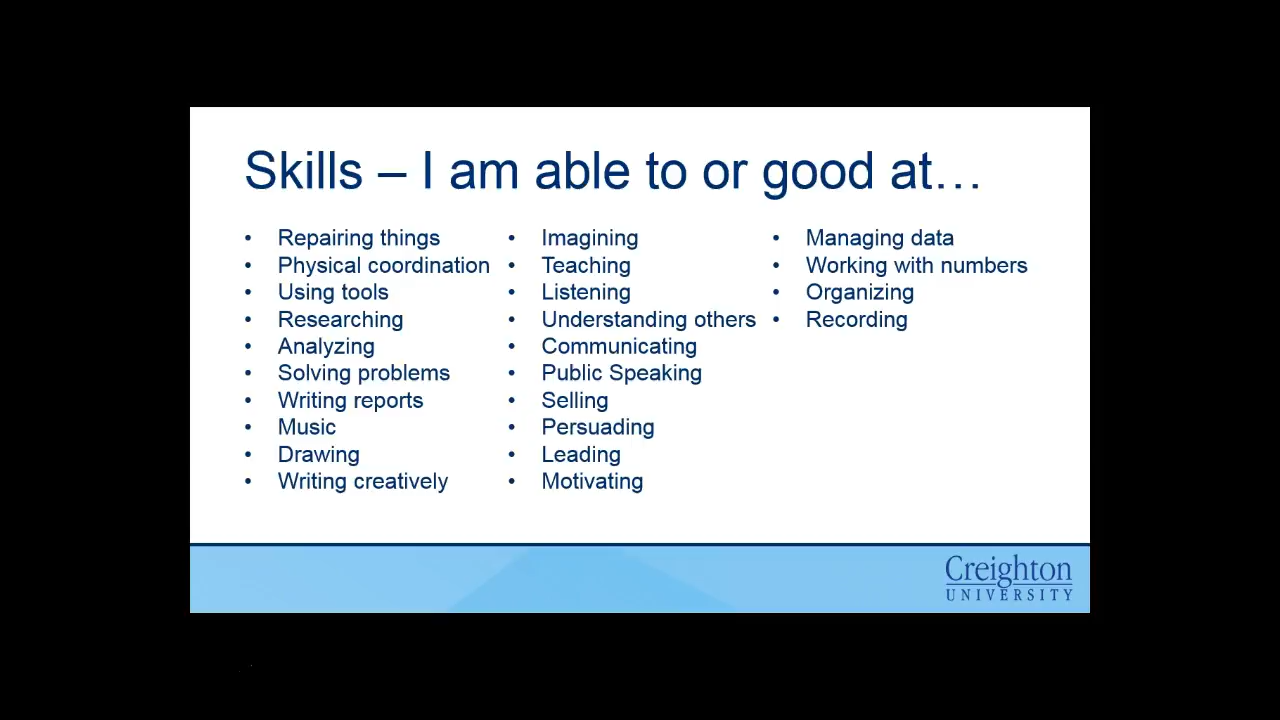 Skills – I am able to or good at…
• Repairing things
• Physical coordination
• Using tools
• Researching
• Analyzing
• Solving problems
• Writing reports
• Music
• Drawing
• Writing creatively
• Imagining
• Teaching
• Listening
• Understanding others
• Communicating
• Public Speaking
• Selling
• Persuading
• Leading
• Motivating
• Managing data
• Working with numbers
• Organizing
• Recording
Creighton
UNIVERSITY